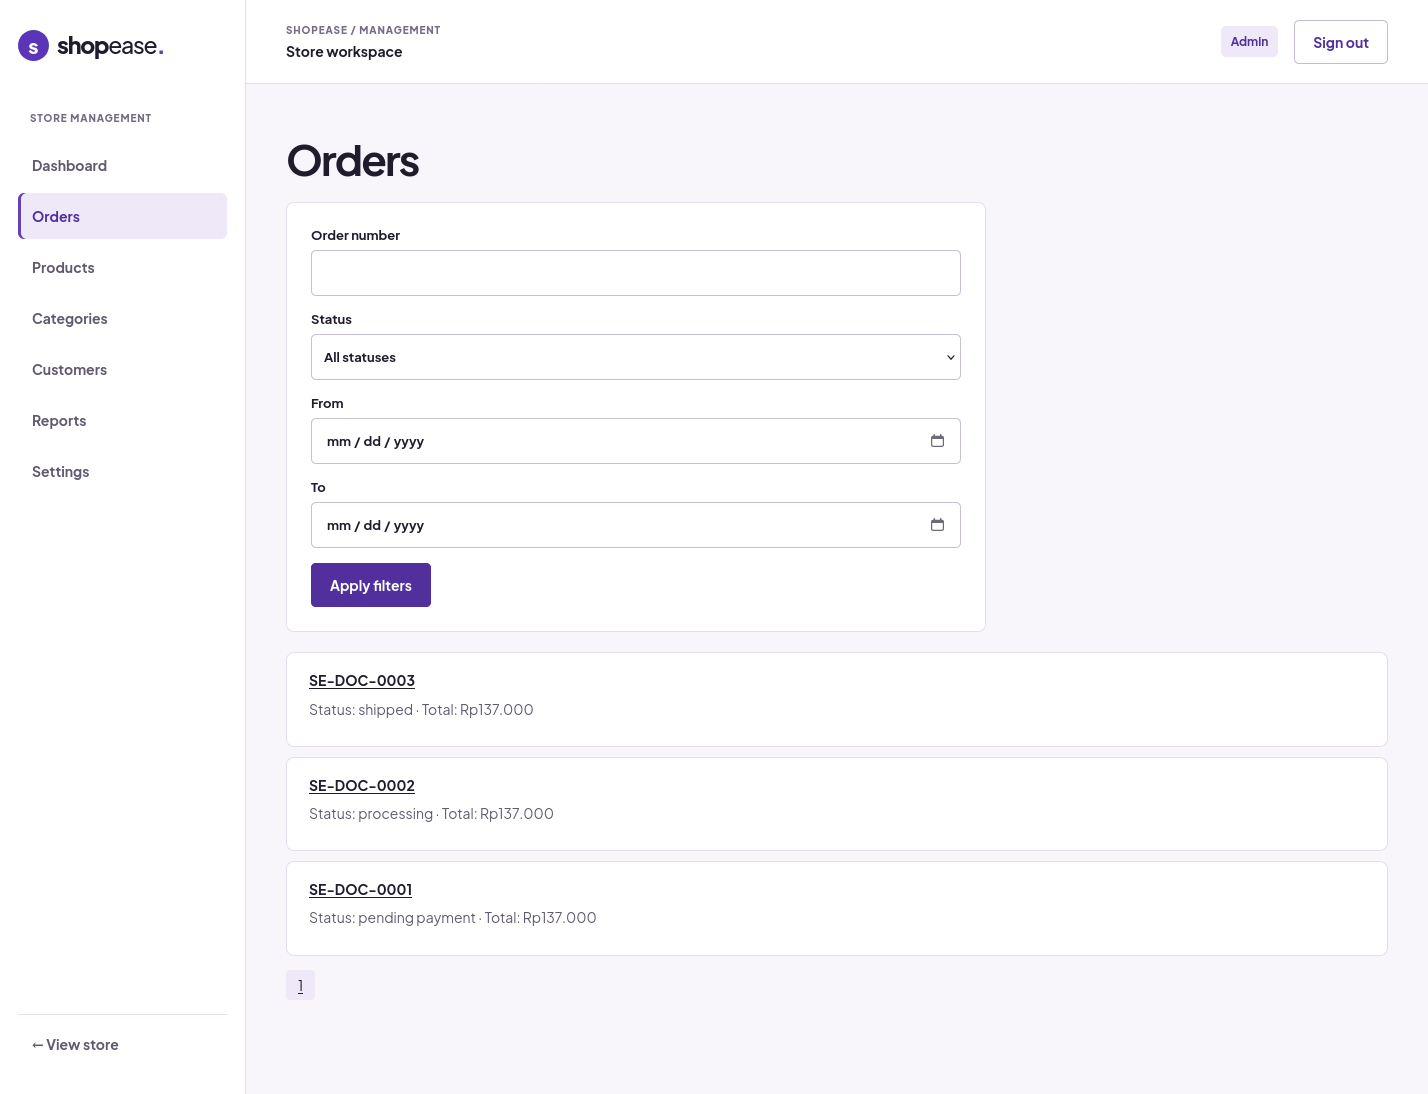 s shopease.
STORE MANAGEMENT
Dashboard
Orders
Products
Categories
Customers
Reports
Settings
← View store
SHOPEASE / MANAGEMENT
Store workspace
Admin
Sign out
Orders
Order number
Status
All statuses
From
mm / dd / yyyy
To
mm / dd / yyyy
Apply filters
SE-DOC-0003
Status: shipped · Total: Rp137.000
SE-DOC-0002
Status: processing · Total: Rp137.000
SE-DOC-0001
Status: pending payment · Total: Rp137.000
1